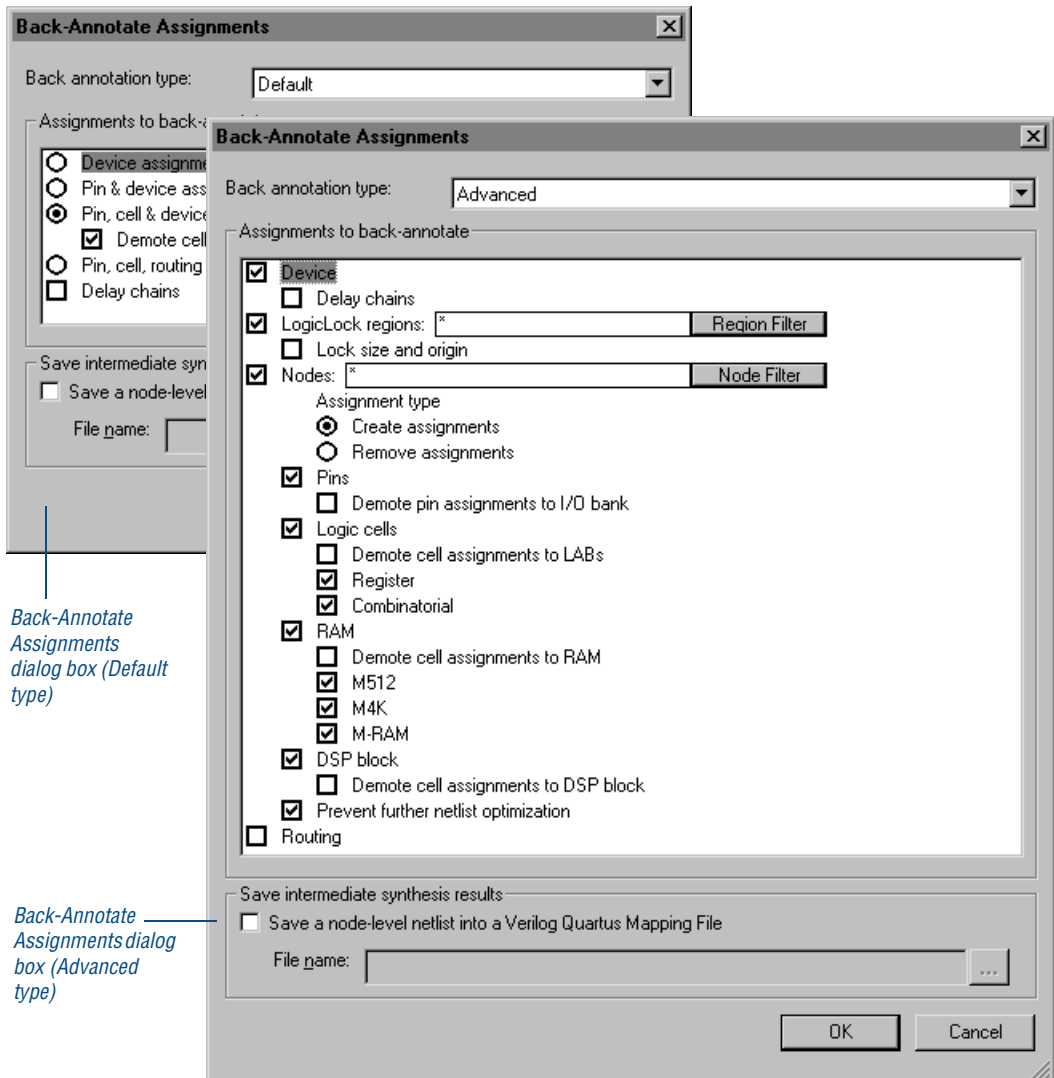 Back-Annotate Assignments
Back annotation type:
Default
Assignments to back-
Device assignme
Pin & device ass
Pin, cell & device
Demote cell
Pin, cell, routing
Delay chains
Save intermediate syn
Save a node-level
File name:
Back-Annotate Assignments
Back annotation type:
Advanced
Assignments to back-annotate
Device
Delay chains
LogicLock regions: * Region Filter
Lock size and origin
Nodes: * Node Filter
Assignment type
Create assignments
Remove assignments
Pins
Demote pin assignments to I/O bank
Logic cells
Demote cell assignments to LABs
Register
Combinatorial
RAM
Demote cell assignments to RAM
M512
M4K
M-RAM
DSP block
Demote cell assignments to DSP block
Prevent further netlist optimization
Routing
Save intermediate synthesis results
Save a node-level netlist into a Verilog Quartus Mapping File
File name:
...
OK Cancel
Back-Annotate
Assignments
dialog box (Default
type)
Back-Annotate
Assignments dialog
box (Advanced
type)